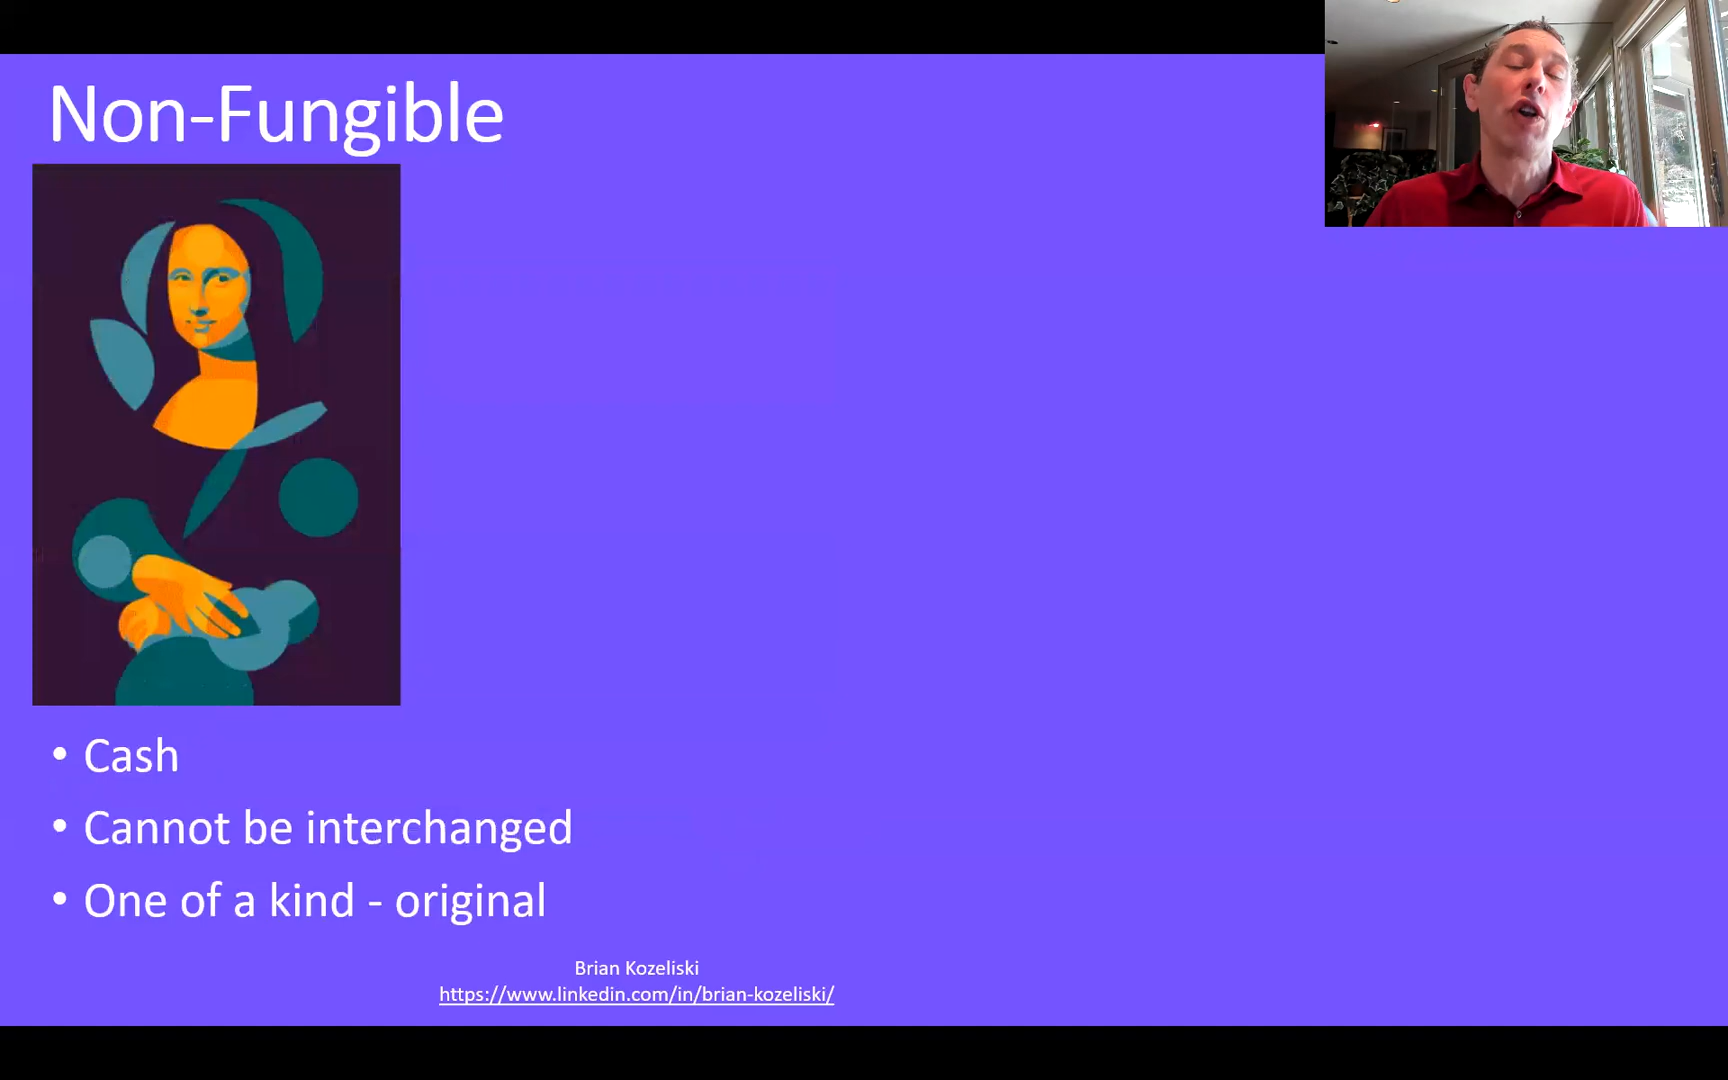 Non-Fungible
• Cash
• Cannot be interchanged
• One of a kind - original
Brian Kozeliski
https://www.linkedin.com/in/brian-kozeliski/